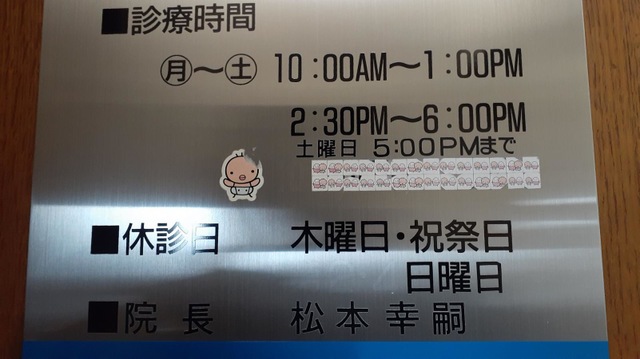 ■診療時間
㊊～㊏ 10:00AM～1:00PM
2:30PM～6:00PM
土曜日 5:00PMまで
■休診日 木曜日・祝祭日
日曜日
■院長 松本幸嗣